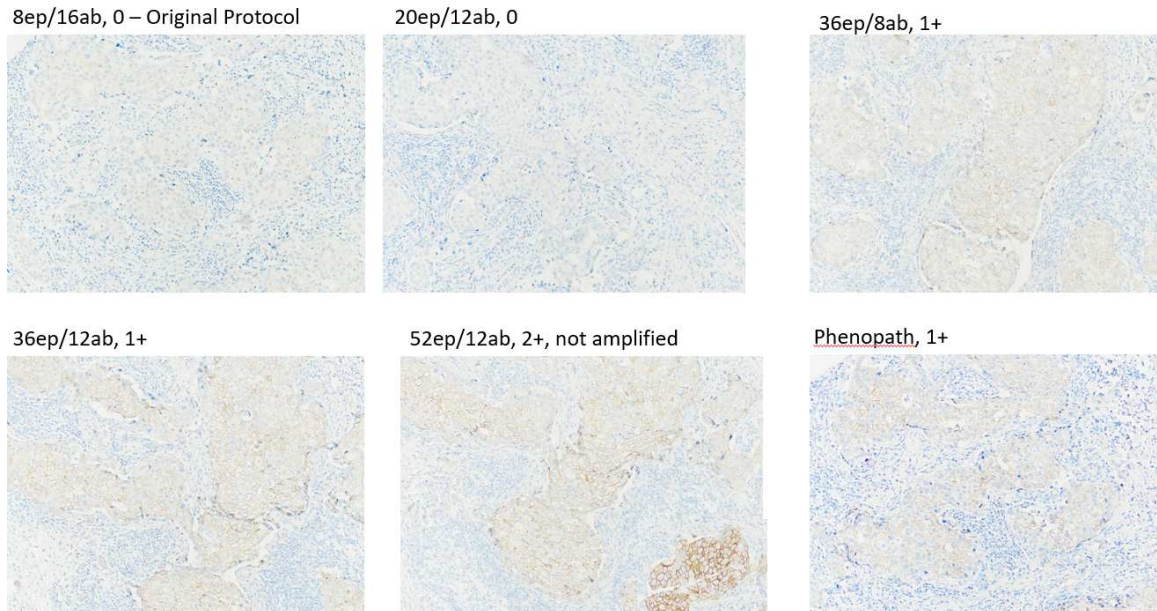 8ep/16ab, 0 – Original Protocol
20ep/12ab, 0
36ep/8ab, 1+
36ep/12ab, 1+
52ep/12ab, 2+, not amplified
Phenopath, 1+